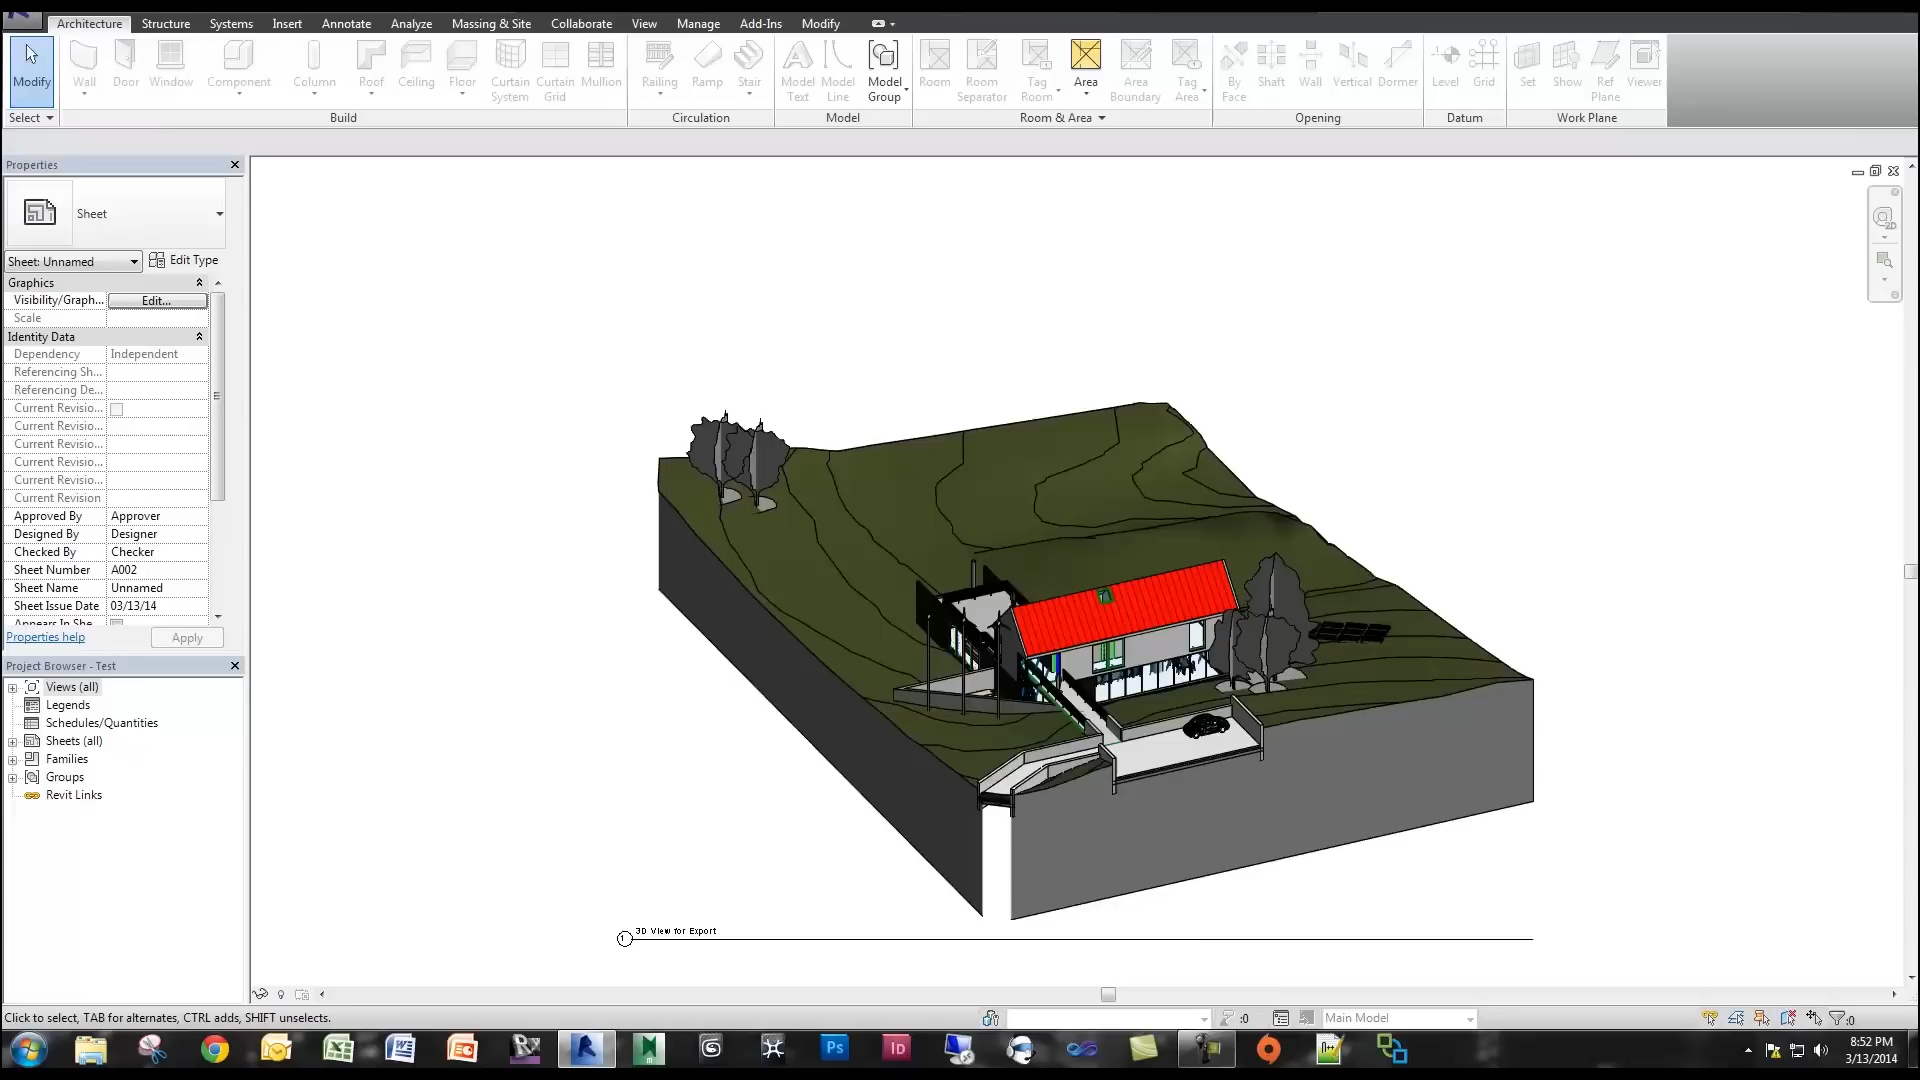 Architecture Structure Systems Insert Annotate Analyze Massing & Site Collaborate View Manage Add-Ins Modify
Modify Wall Door Window Component Column Roof Ceiling Floor Curtain System Curtain Grid Mullion Railing Ramp Stair Model Text Model Line Model Group Room Room Separator Tag Room Area Area Boundary Tag Area By Face Shaft Wall Vertical Dormer Level Grid Set Show Ref Plane Viewer
Select Build Circulation Model Room & Area Opening Datum Work Plane
Properties
Sheet
Sheet: Unnamed Edit Type
Graphics
Visibility/Graph... Edit...
Scale
Identity Data
Dependency Independent
Referencing Sh...
Referencing De...
Current Revisio...
Current Revisio...
Current Revisio...
Current Revisio...
Current Revisio...
Current Revision
Approved By Approver
Designed By Designer
Checked By Checker
Sheet Number A002
Sheet Name Unnamed
Sheet Issue Date 03/13/14
Appears In She...
Properties help Apply
Project Browser - Test
Views (all)
Legends
Schedules/Quantities
Sheets (all)
Families
Groups
Revit Links
2D
1 3D View for Export
Click to select, TAB for alternates, CTRL adds, SHIFT unselects.
:0 Main Model :0
Ps Id
8:52 PM
3/13/2014